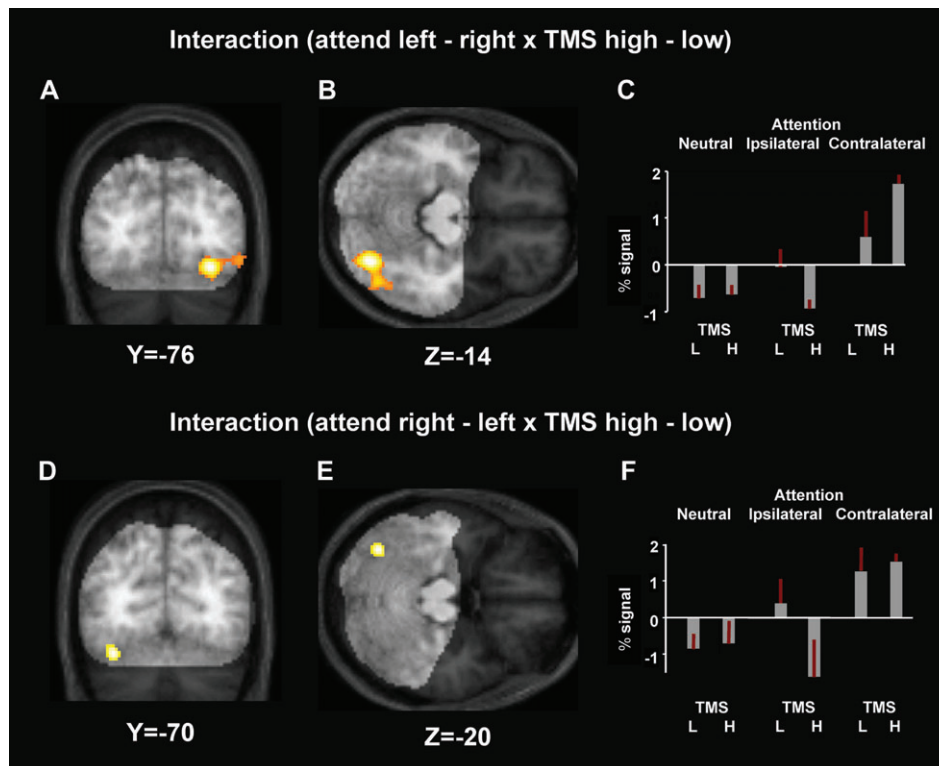 Interaction (attend left - right x TMS high - low)
A
B
C
Attention
Neutral Ipsilateral Contralateral
2
1
0
-1
% signal
TMS TMS TMS
L H L H L H
Y=-76
Z=-14
Interaction (attend right - left x TMS high - low)
D
E
F
Attention
Neutral Ipsilateral Contralateral
2
1
0
-1
% signal
TMS TMS TMS
L H L H L H
Y=-70
Z=-20